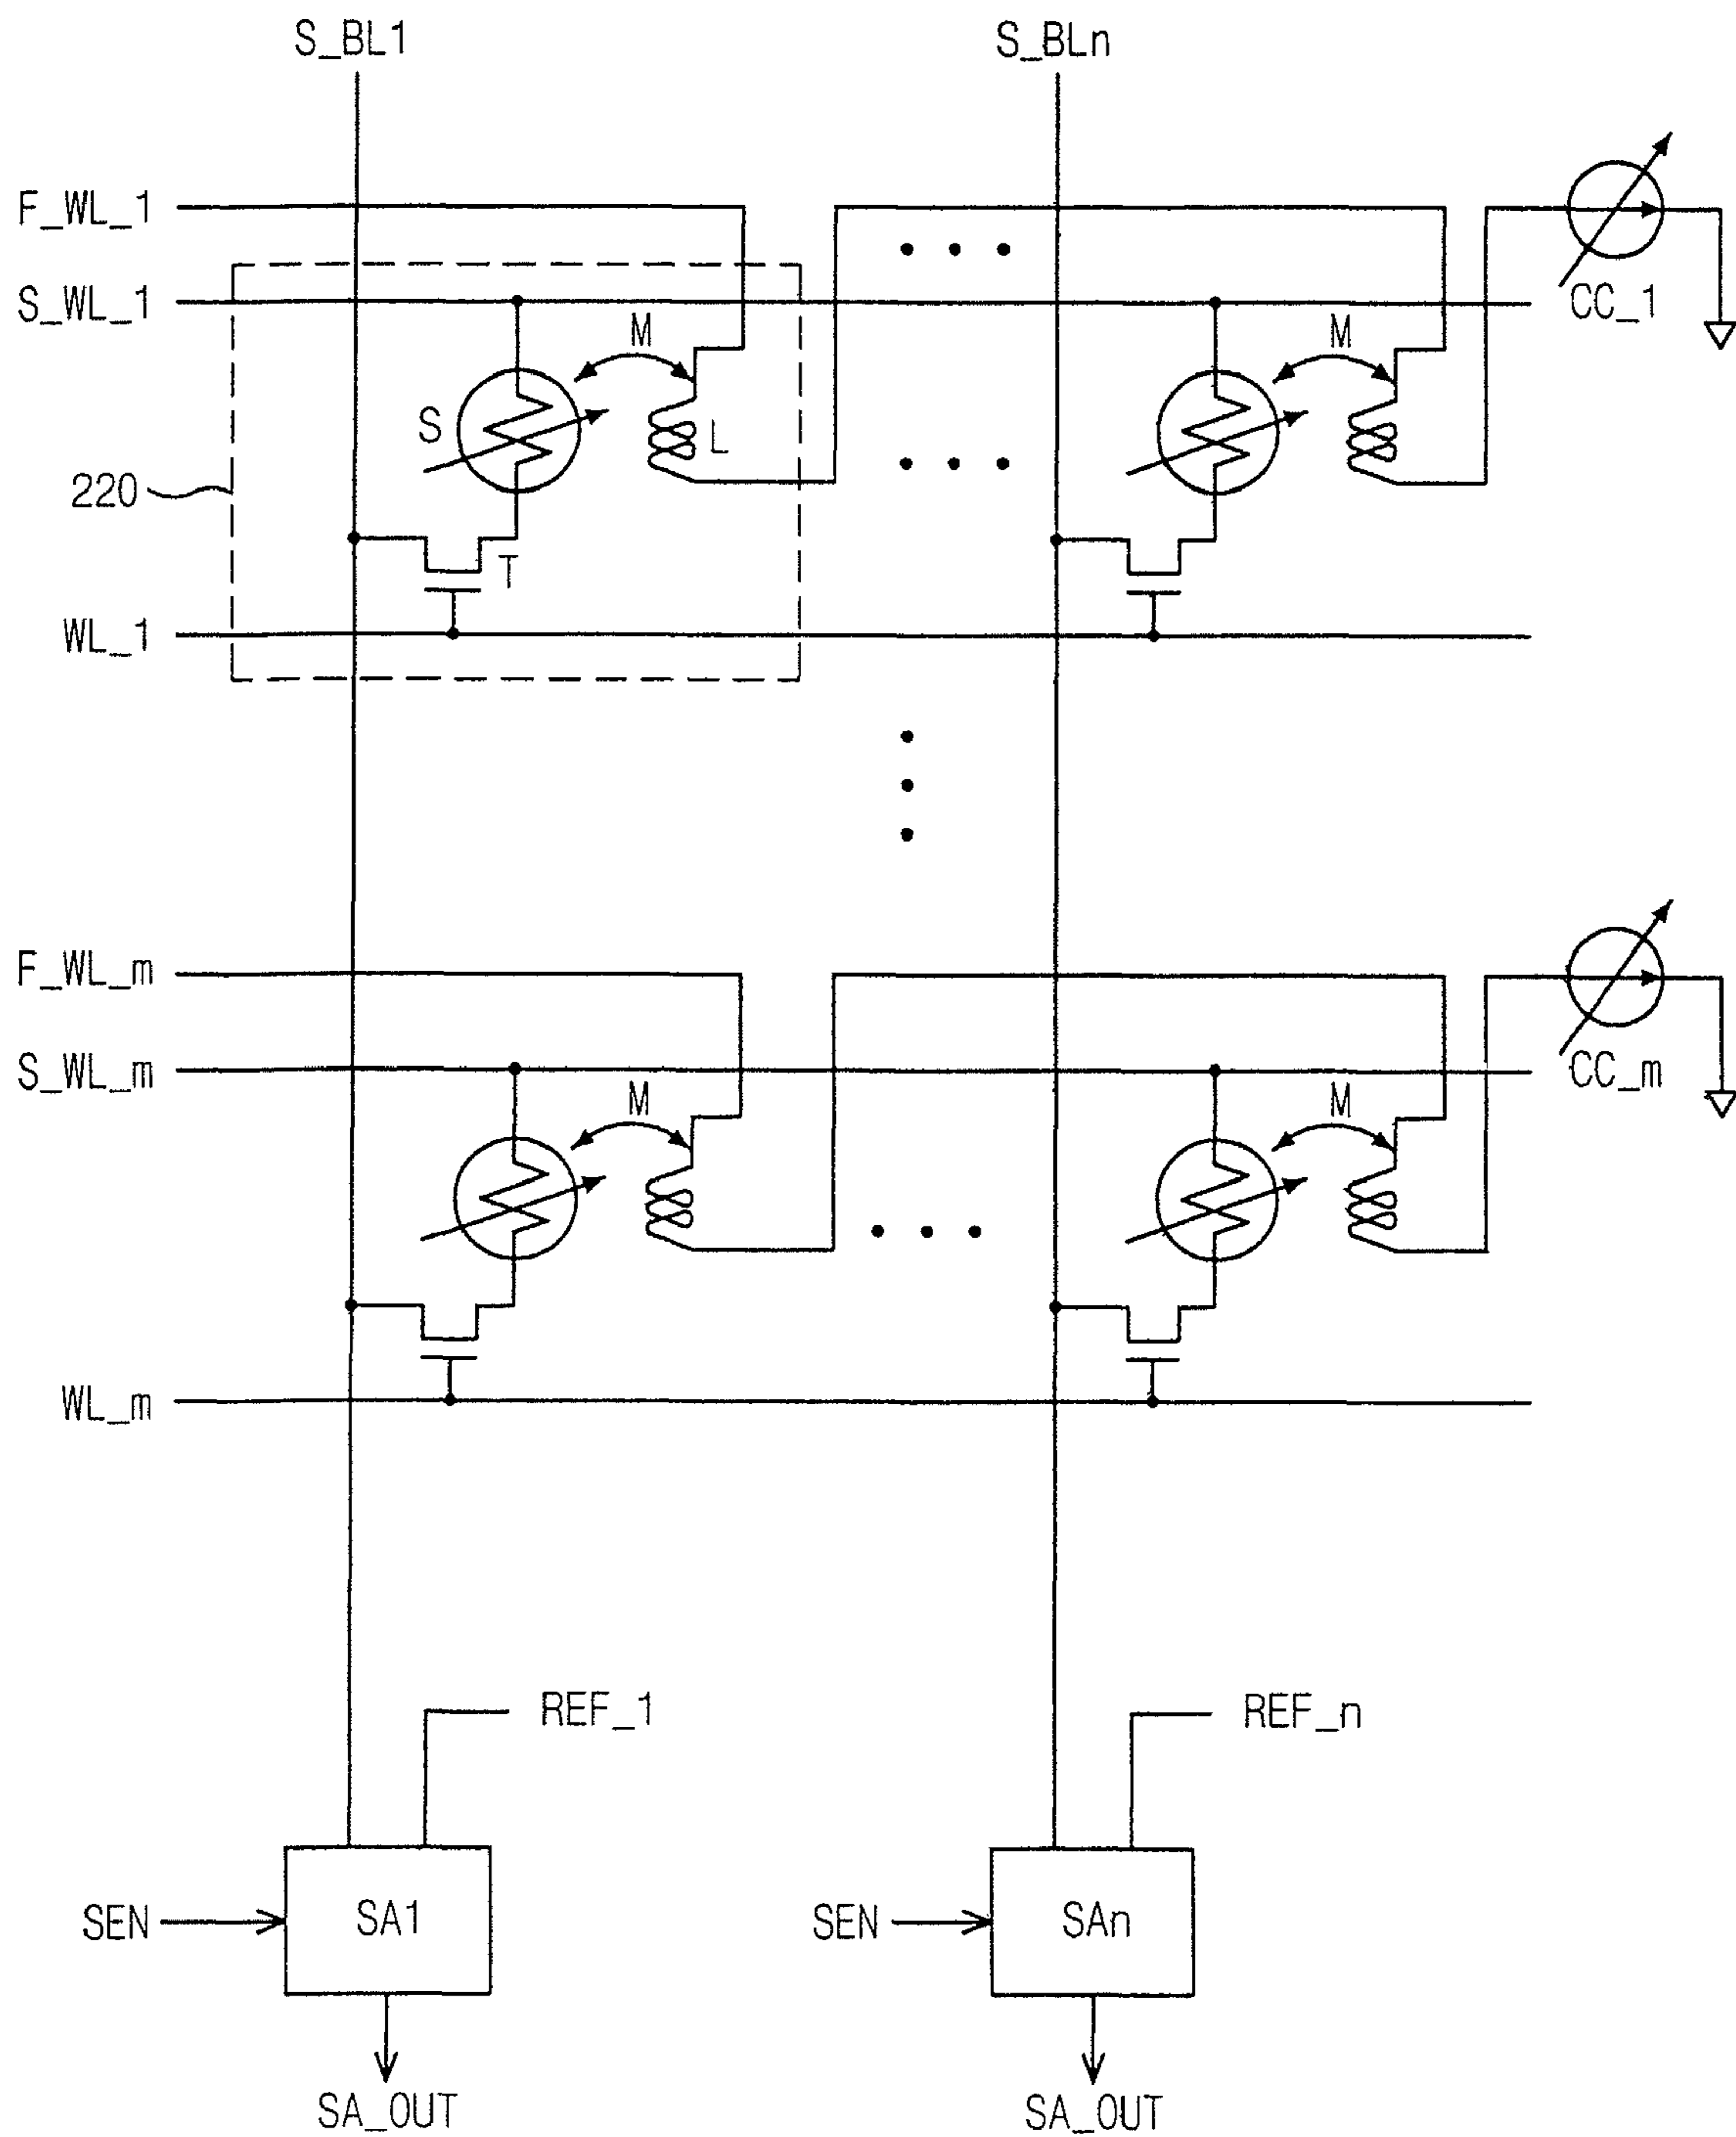 S_BL1
S_BLn
F_WL_1
S_WL_1
CC_1
M
M
S
L
220
T
WL_1
F_WL_m
S_WL_m
CC_m
M
M
WL_m
REF_1
REF_n
SEN
SA1
SEN
SAn
SA_OUT
SA_OUT